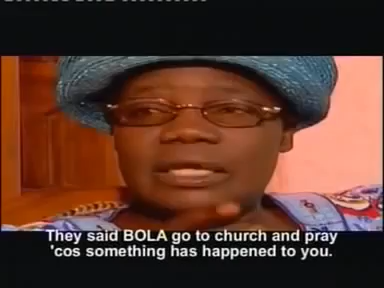 They said BOLA go to church and pray
'cos something has happened to you.